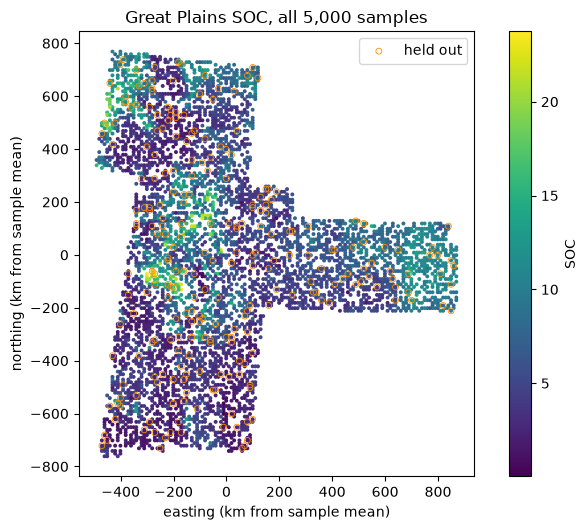 Great Plains SOC, all 5,000 samples
held out
800
600
400
200
0
−200
−400
−600
−800
northing (km from sample mean)
−400 −200 0 200 400 600 800
easting (km from sample mean)
20
15
10
5
SOC